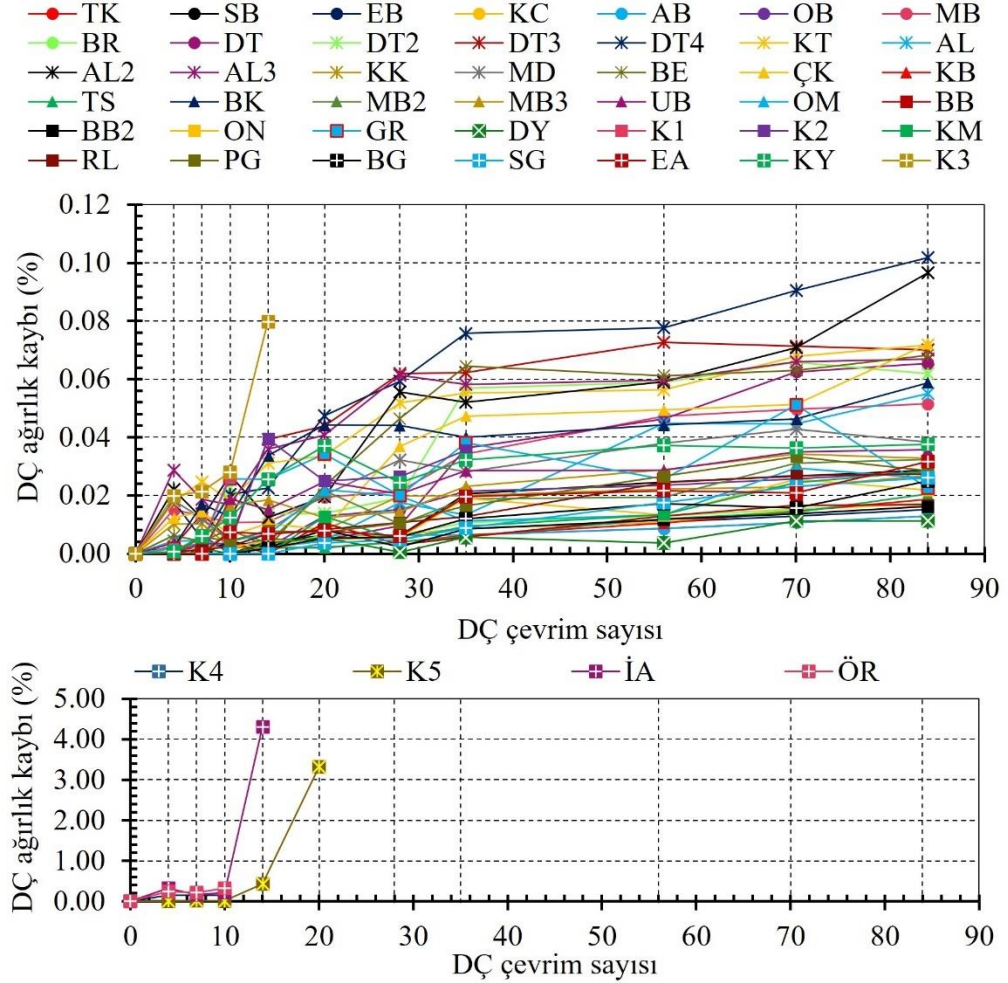 TK SB EB KC AB OB MB
BR DT DT2 DT3 DT4 KT AL
AL2 AL3 KK MD BE ÇK KB
TS BK MB2 MB3 UB OM BB
BB2 ON GR DY K1 K2 KM
RL PG BG SG EA KY K3
DÇ ağırlık kaybı (%)
0.12
0.10
0.08
0.06
0.04
0.02
0.00
0 10 20 30 40 50 60 70 80 90
DÇ çevrim sayısı
K4 K5 İA ÖR
DÇ ağırlık kaybı (%)
5.00
4.00
3.00
2.00
1.00
0.00
0 10 20 30 40 50 60 70 80 90
DÇ çevrim sayısı